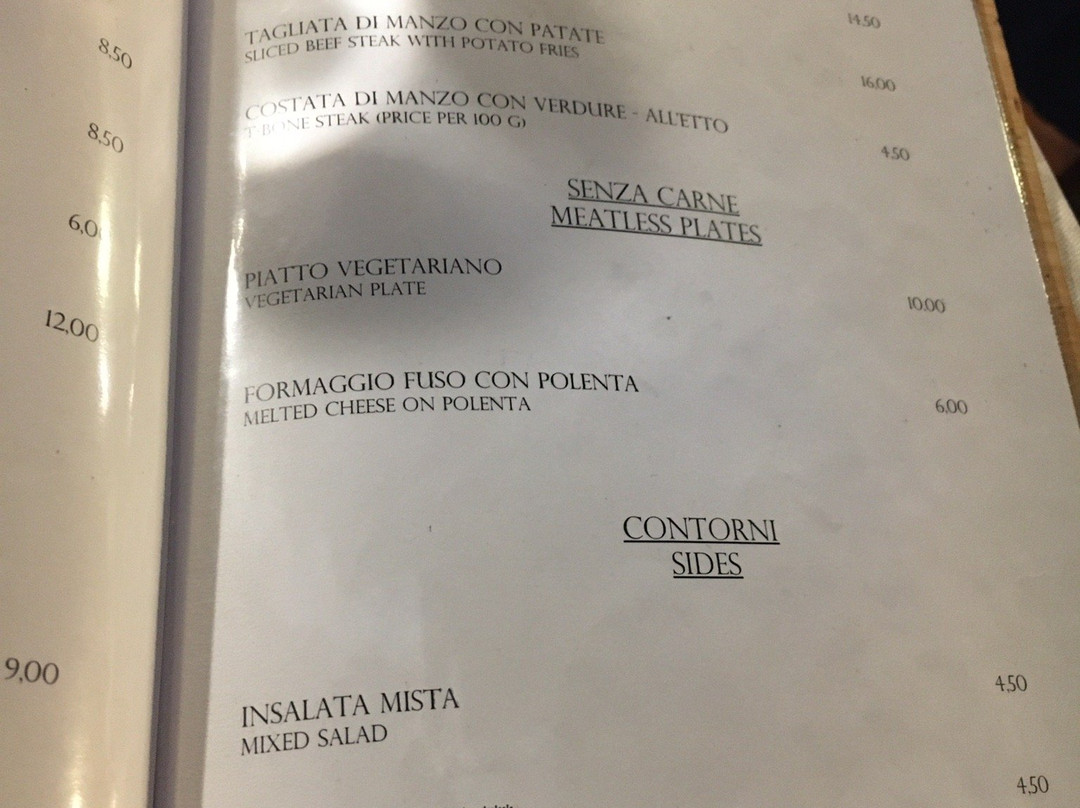 8,50
8,50
6,0
12,00
9,00
14.50
TAGLIATA DI MANZO CON PATATE
SLICED BEEF STEAK WITH POTATO FRIES
16.00
COSTATA DI MANZO CON VERDURE - ALL'ETTO
T-BONE STEAK (PRICE PER 100 G)
4.50
SENZA CARNE
MEATLESS PLATES
PIATTO VEGETARIANO
VEGETARIAN PLATE
10.00
FORMAGGIO FUSO CON POLENTA
MELTED CHEESE ON POLENTA
6.00
CONTORNI
SIDES
4.50
INSALATA MISTA
MIXED SALAD
4.50